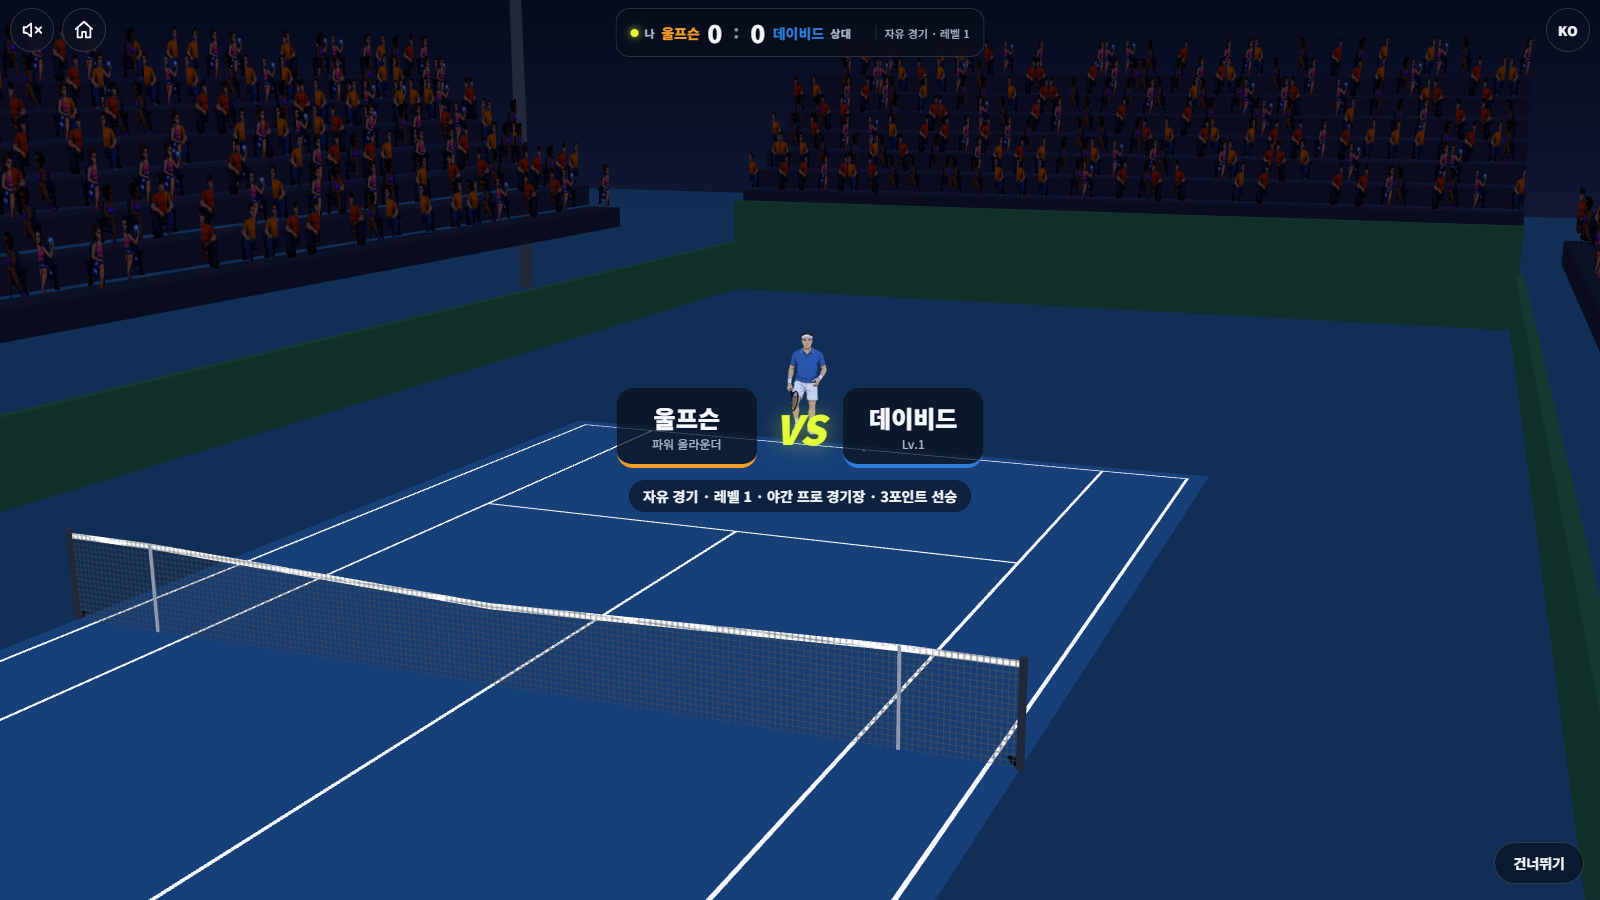 나 울프슨 0 : 0 데이비드 상대 자유 경기 · 레벨 1
KO
울프슨
파워 올라운더
VS
데이비드
Lv.1
자유 경기 · 레벨 1 · 야간 프로 경기장 · 3포인트 선승
건너뛰기